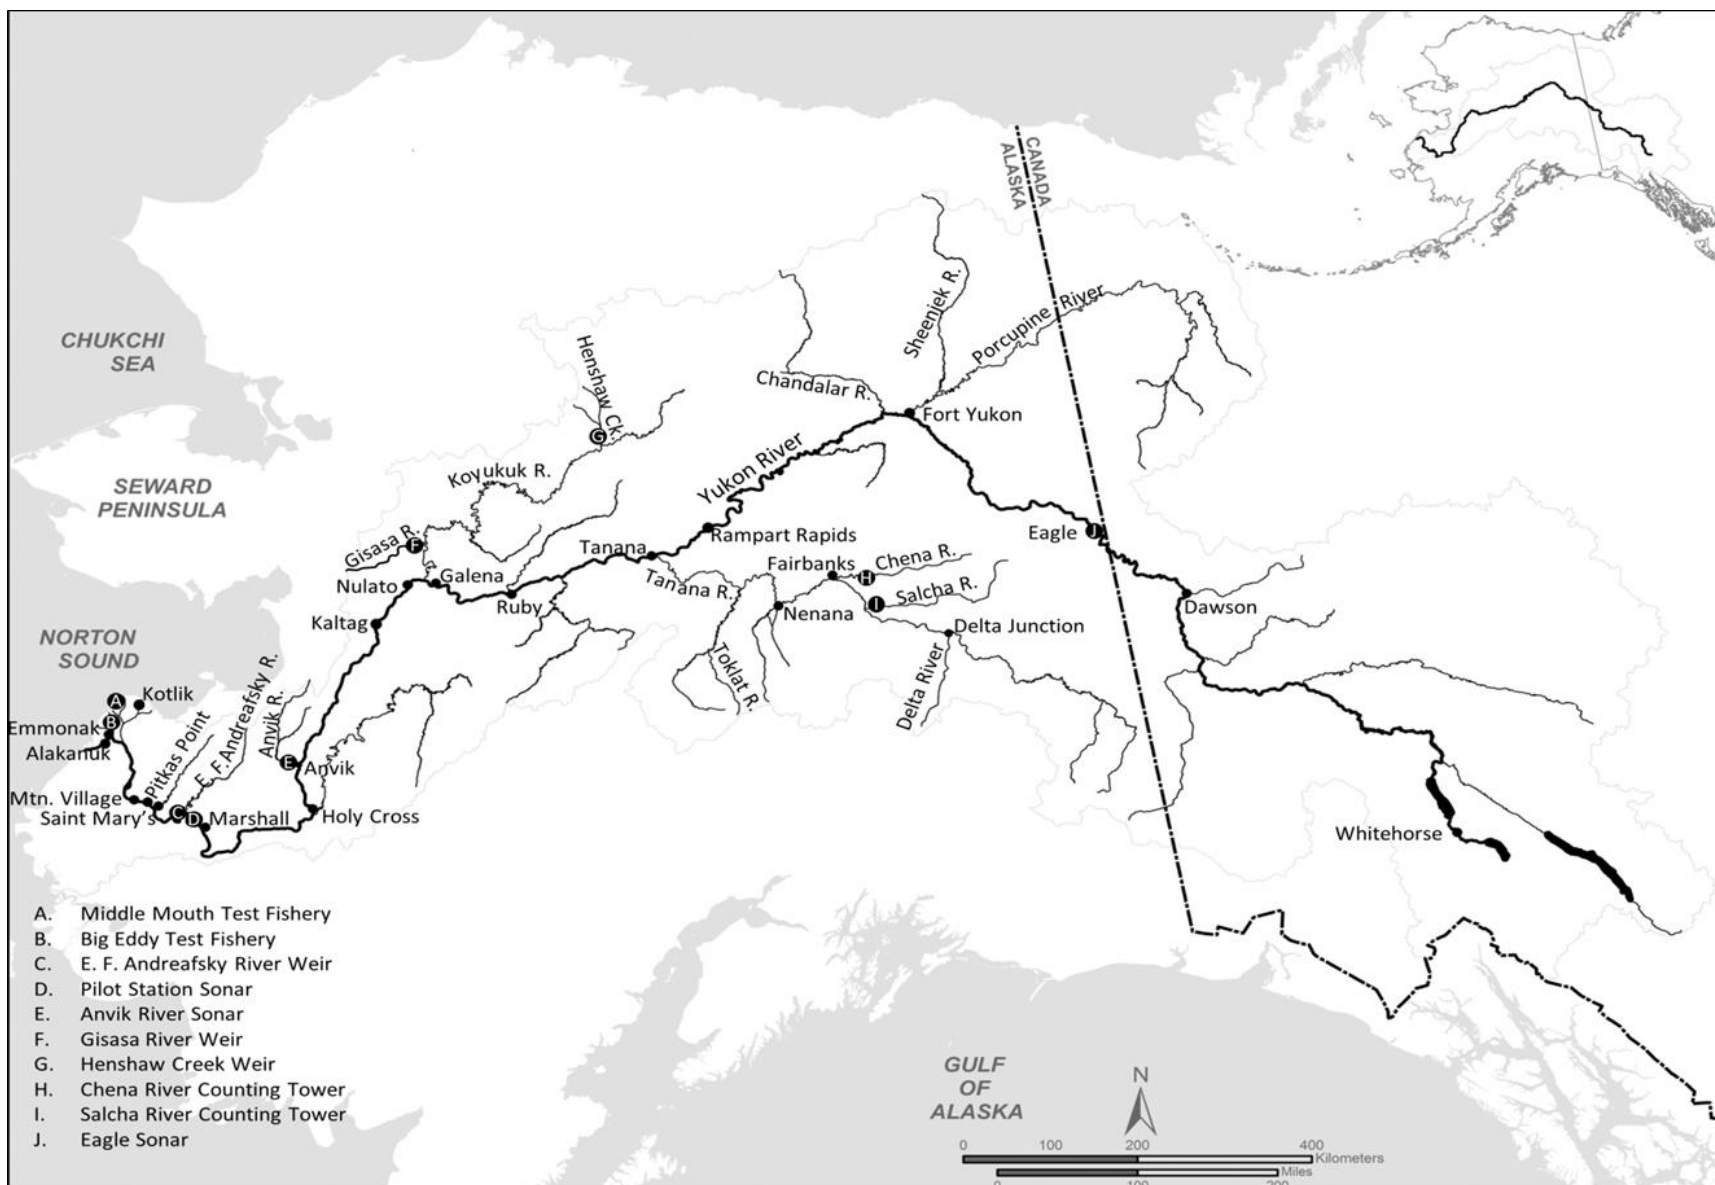 CANADA
ALASKA
CHUKCHI
SEA
SEWARD
PENINSULA
NORTON
SOUND
Henshaw Ck.
G
Koyukuk R.
Gisasa R.
F
Chandalar R.
Sheenjek R.
Porcupine River
Fort Yukon
Yukon River
Rampart Rapids
Tanana
Eagle
J
Galena
Nulato
Ruby
Kaltag
Tanana R.
Fairbanks
H
Chena R.
I
Salcha R.
Nenana
Delta Junction
Toklat R.
Delta River
Dawson
Whitehorse
A
Kotlik
B
Emmonak
Alakanuk
Pitkas Point
E. F.Andreafsky R.
Anvik R.
E
Anvik
Mtn. Village
Saint Mary's
C
D
Marshall
Holy Cross
A. Middle Mouth Test Fishery
B. Big Eddy Test Fishery
C. E. F. Andreafsky River Weir
D. Pilot Station Sonar
E. Anvik River Sonar
F. Gisasa River Weir
G. Henshaw Creek Weir
H. Chena River Counting Tower
I. Salcha River Counting Tower
J. Eagle Sonar
GULF
OF
ALASKA
N
0 100 200 400
Kilometers
Miles
0 100 200